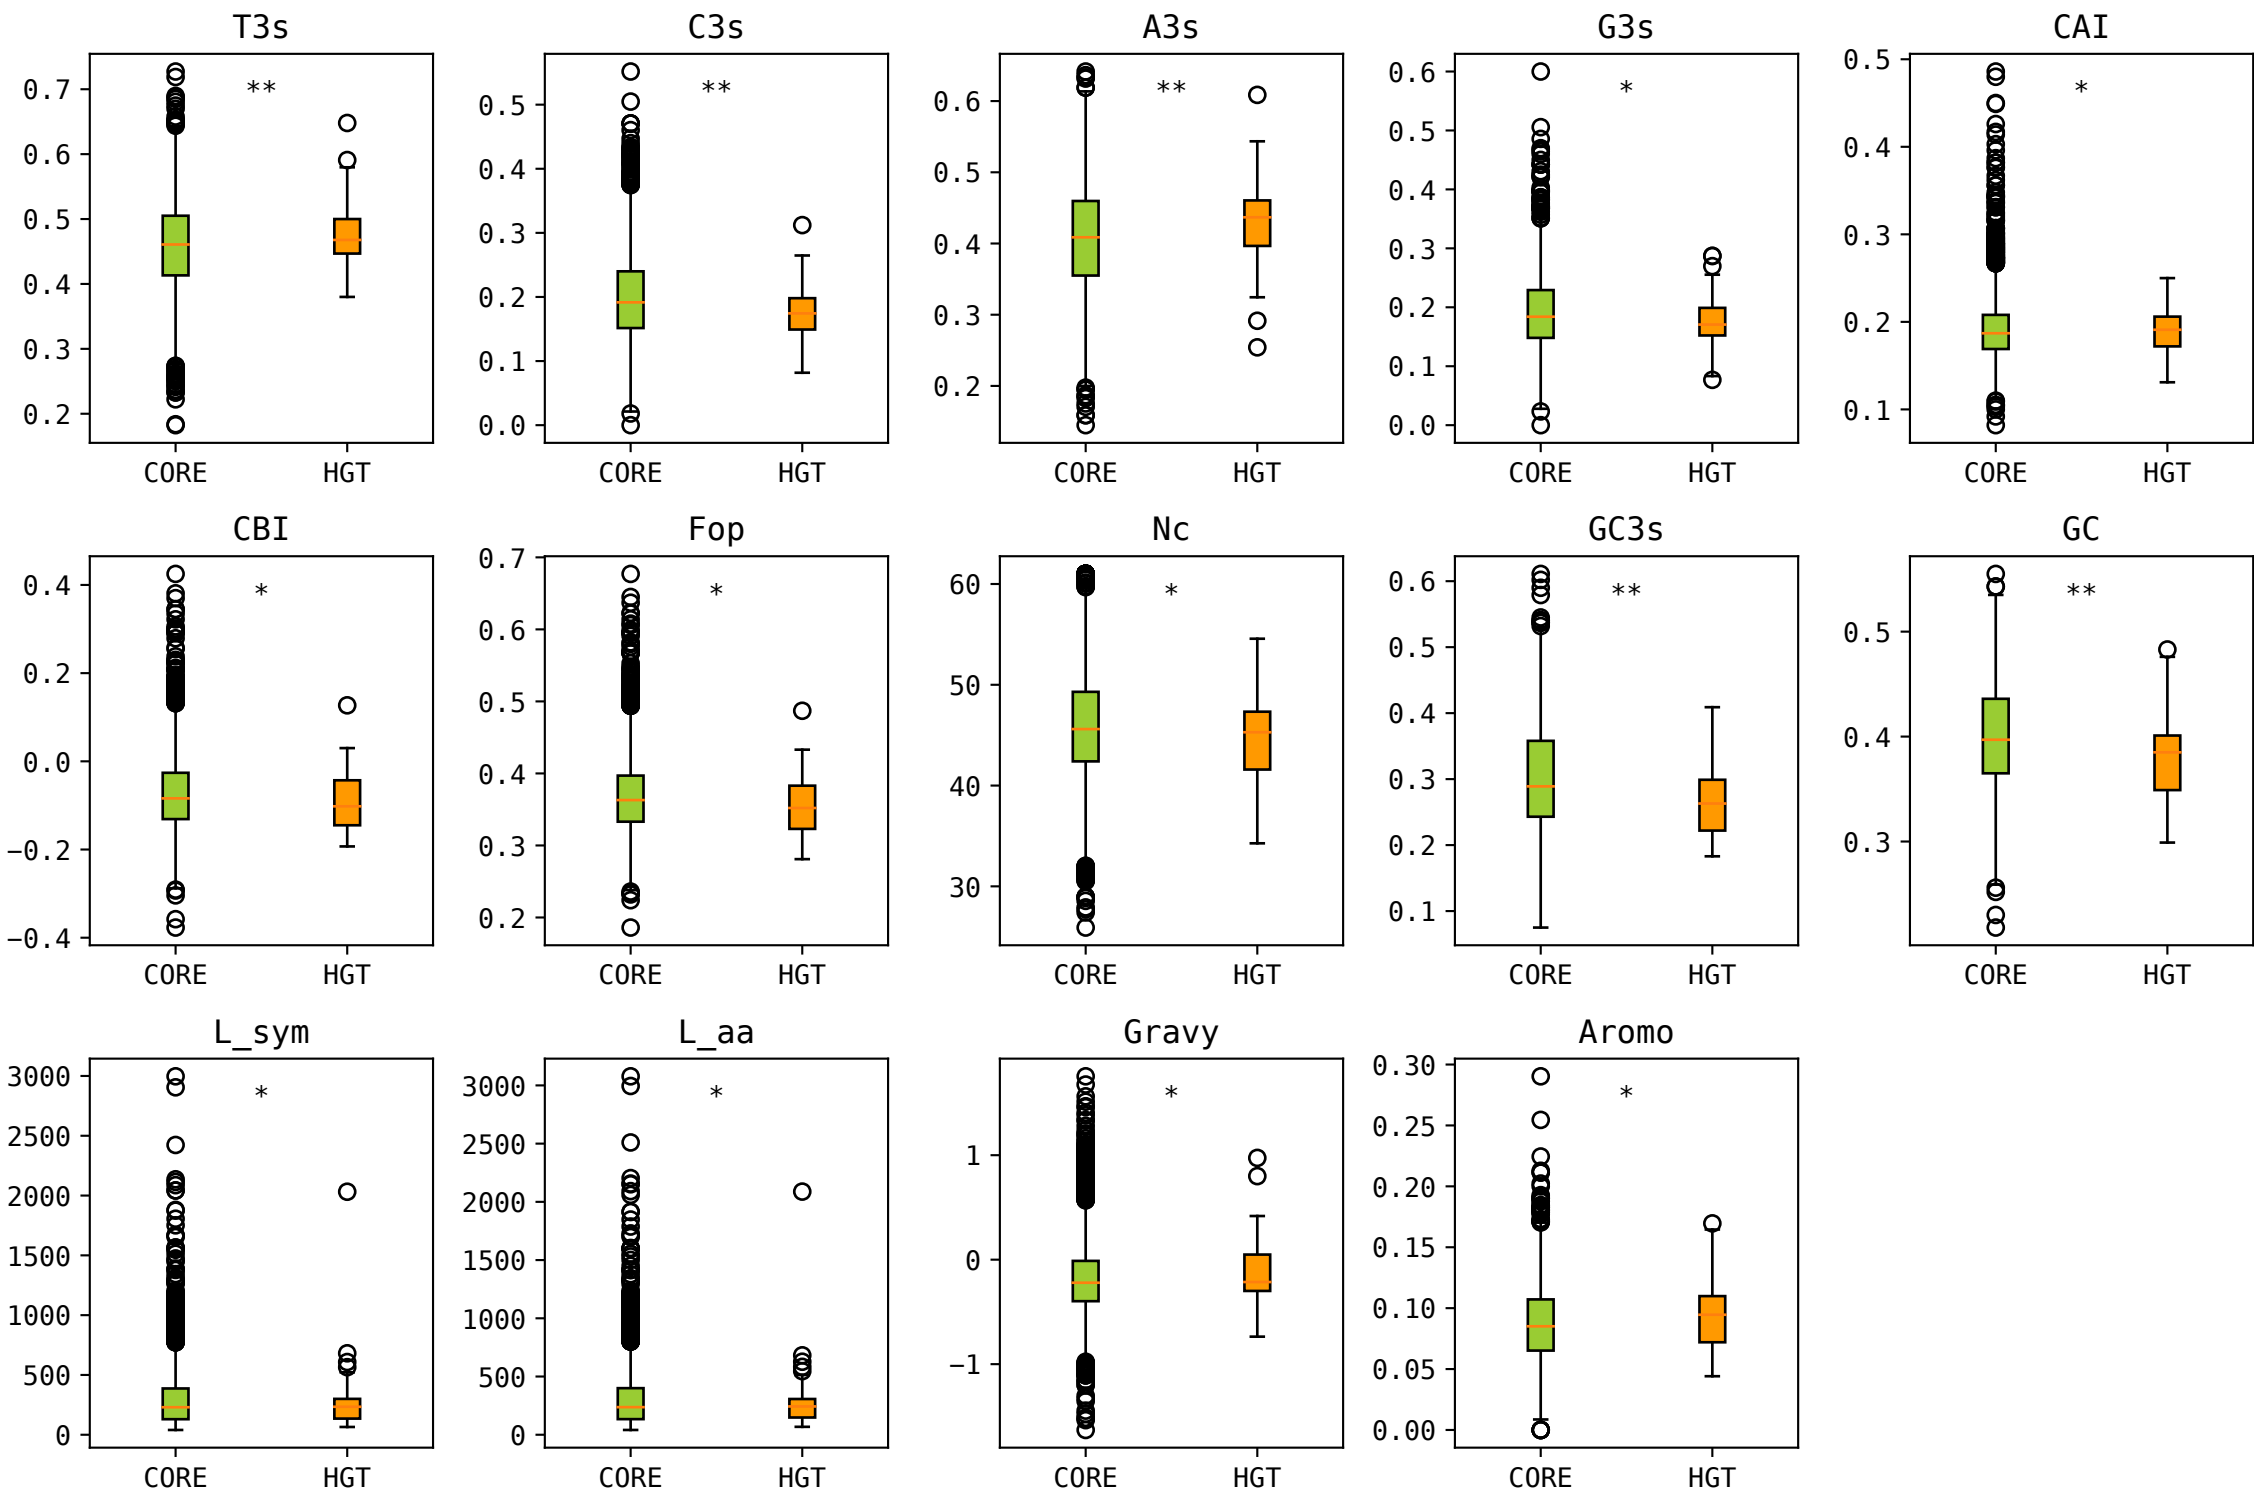 T3s
C3s
A3s
G3s
CAI
0.7
0.6
0.5
0.4
0.3
0.2
**
CORE
HGT
0.5
0.4
0.3
0.2
0.1
0.0
**
CORE
HGT
0.6
0.5
0.4
0.3
0.2
**
CORE
HGT
0.6
0.5
0.4
0.3
0.2
0.1
0.0
*
CORE
HGT
0.5
0.4
0.3
0.2
0.1
*
CORE
HGT
CBI
Fop
Nc
GC3s
GC
0.4
0.2
0.0
−0.2
−0.4
*
CORE
HGT
0.7
0.6
0.5
0.4
0.3
0.2
*
CORE
HGT
60
50
40
30
*
CORE
HGT
0.6
0.5
0.4
0.3
0.2
0.1
**
CORE
HGT
0.5
0.4
0.3
**
CORE
HGT
L_sym
L_aa
Gravy
Aromo
3000
2500
2000
1500
1000
500
0
*
CORE
HGT
3000
2500
2000
1500
1000
500
0
*
CORE
HGT
1
0
−1
*
CORE
HGT
0.30
0.25
0.20
0.15
0.10
0.05
0.00
*
CORE
HGT